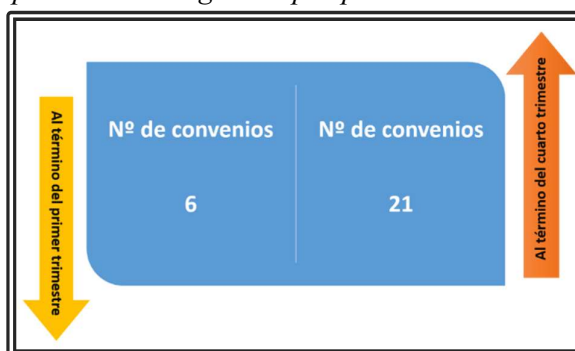 Al término del primer trimestre
Nº de convenios
6
Nº de convenios
21
Al término del cuarto trimestre